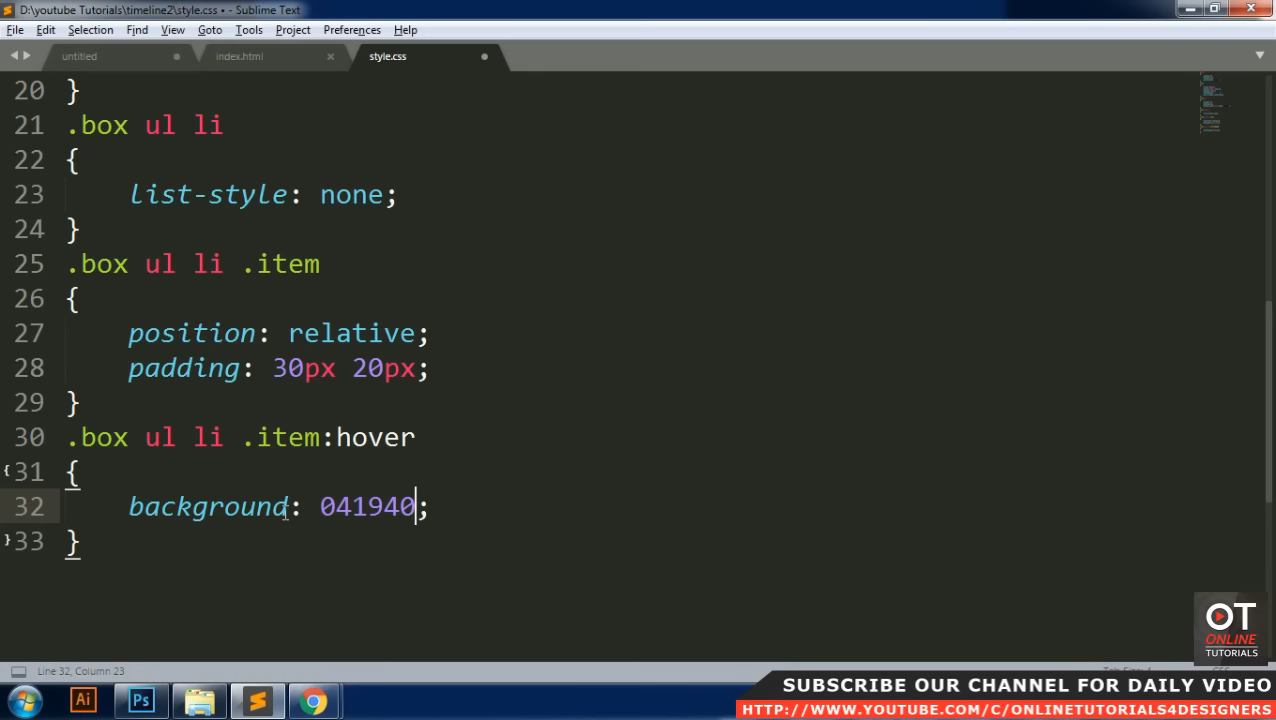 D:\youtube Tutorials\timeline2\style.css • - Sublime Text
File Edit Selection Find View Goto Tools Project Preferences Help
untitled index.html style.css
20 }
21 .box ul li
22 {
23 list-style: none;
24 }
25 .box ul li .item
26 {
27 position: relative;
28 padding: 30px 20px;
29 }
30 .box ul li .item:hover
31 {
32 background: 041940;
33 }
OT
ONLINE
TUTORIALS
Line 32, Column 23
SUBSCRIBE OUR CHANNEL FOR DAILY VIDEO
Ai Ps
HTTP://WWW.YOUTUBE.COM/C/ONLINETUTORIALS4DESIGNERS